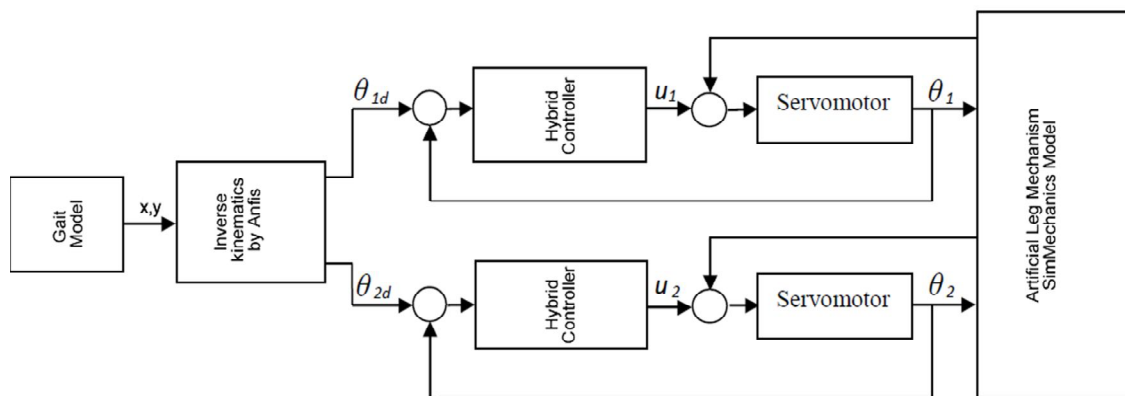 Gait
Model
x,y
Inverse
kinematics
by Anfis
θ1d
Hybrid
Controller
u1
Servomotor
θ1
θ2d
Hybrid
Controller
u2
Servomotor
θ2
Artificial Leg Mechanism
SimMechanics Model